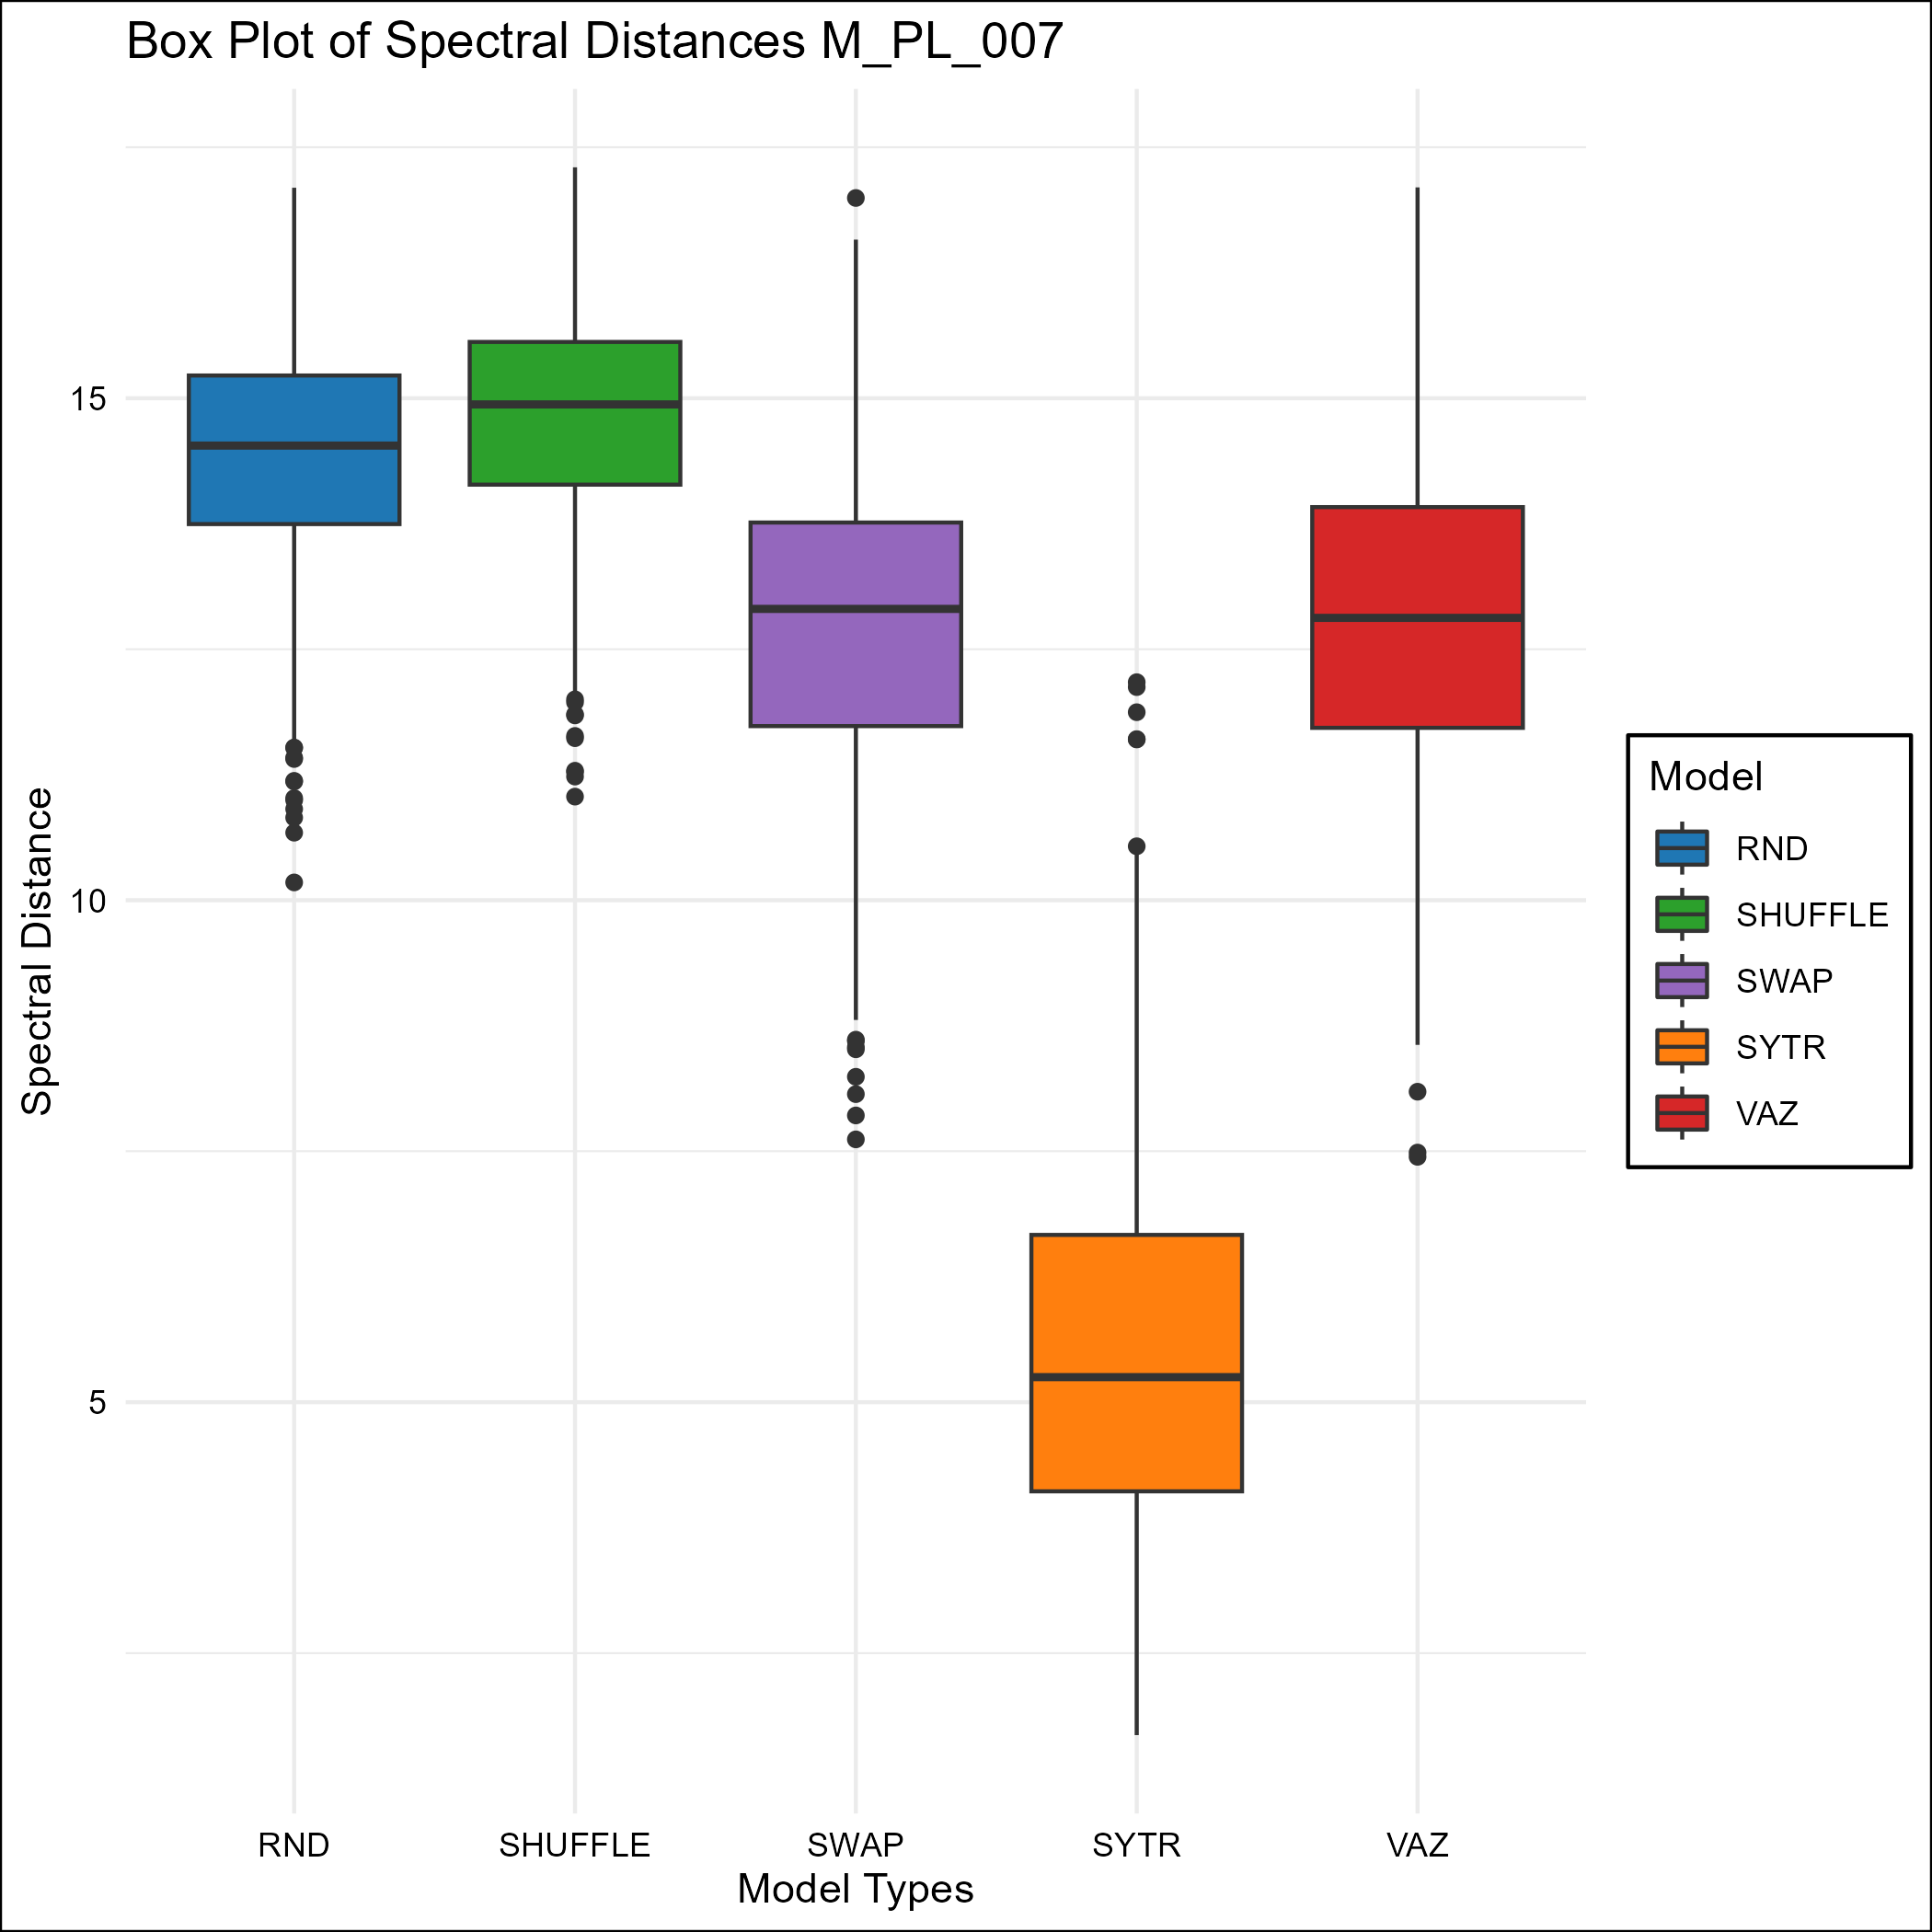 Box Plot of Spectral Distances M_PL_007
Spectral Distance
15
10
5
RND SHUFFLE SWAP SYTR VAZ
Model Types
Model
RND
SHUFFLE
SWAP
SYTR
VAZ